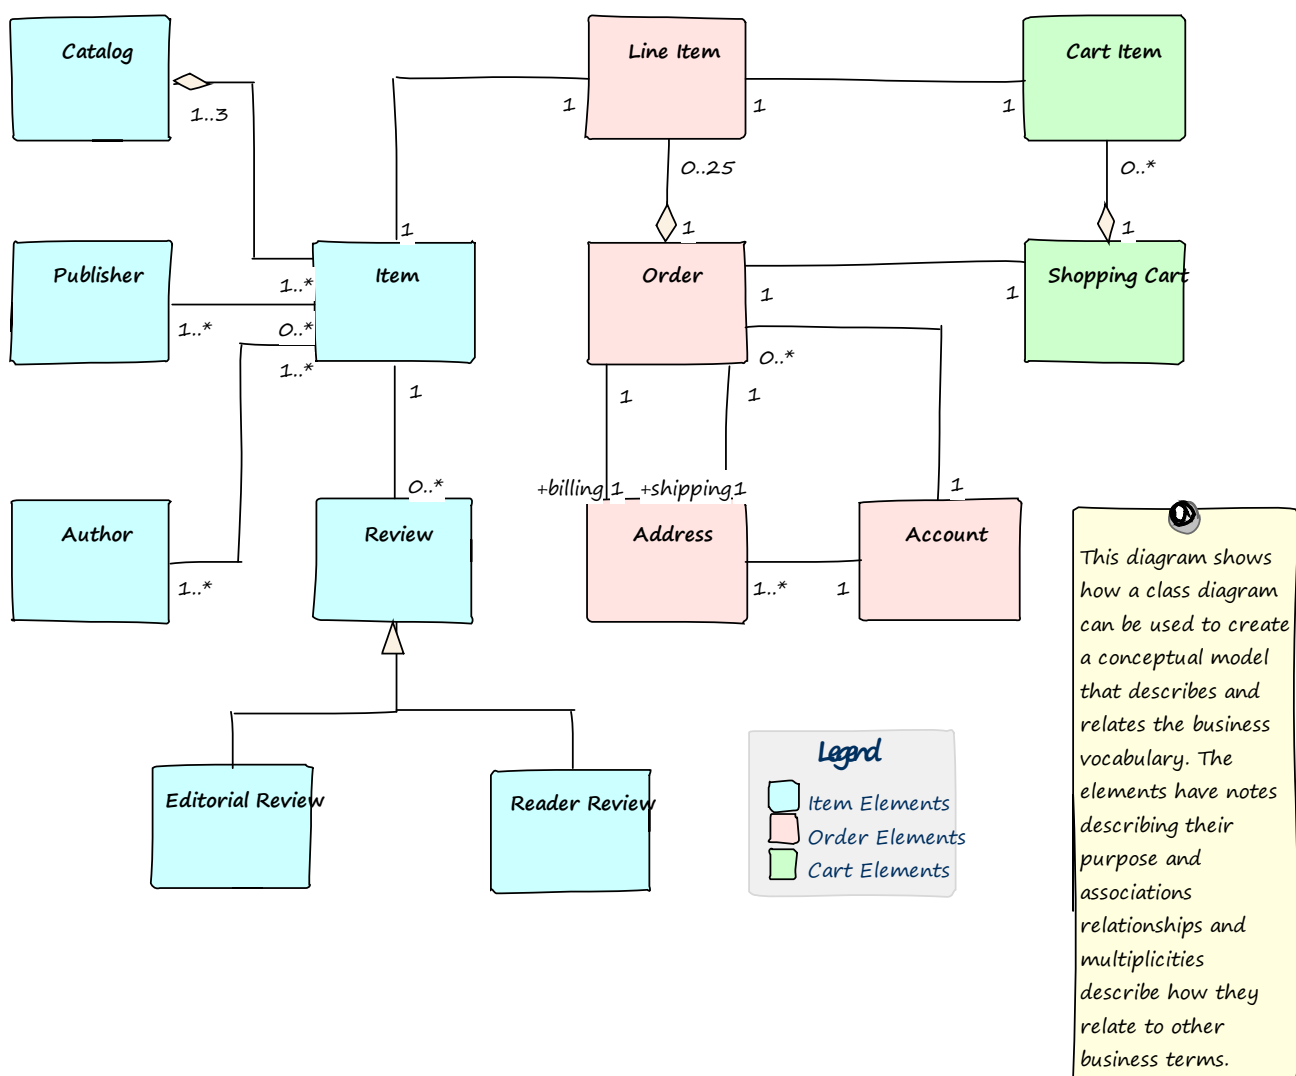 Catalog
Line Item
Cart Item
1..3
1
1
1
0..25
0..*
1
1
1
Publisher
Item
Order
Shopping Cart
1..*
1
1
1..*
0..*
0..*
1..*
1
1
1
+billing 1
+shipping 1
0..*
1
Author
Review
Address
Account
1..*
1..*
1
Editorial Review
Reader Review
Legend
Item Elements
Order Elements
Cart Elements
This diagram shows
how a class diagram
can be used to create
a conceptual model
that describes and
relates the business
vocabulary. The
elements have notes
describing their
purpose and
associations
relationships and
multiplicities
describe how they
relate to other
business terms.